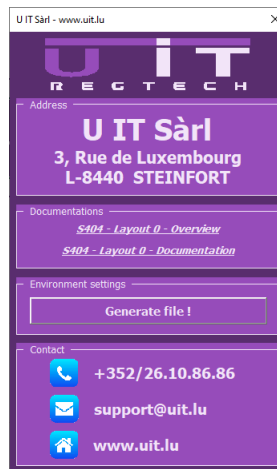 U IT Sàrl - www.uit.lu
U IT
REGTECH
Address
U IT Sàrl
3, Rue de Luxembourg
L-8440 STEINFORT
Documentations
S404 - Layout 0 - Overview
S404 - Layout 0 - Documentation
Environment settings
Generate file !
Contact
+352/26.10.86.86
support@uit.lu
www.uit.lu